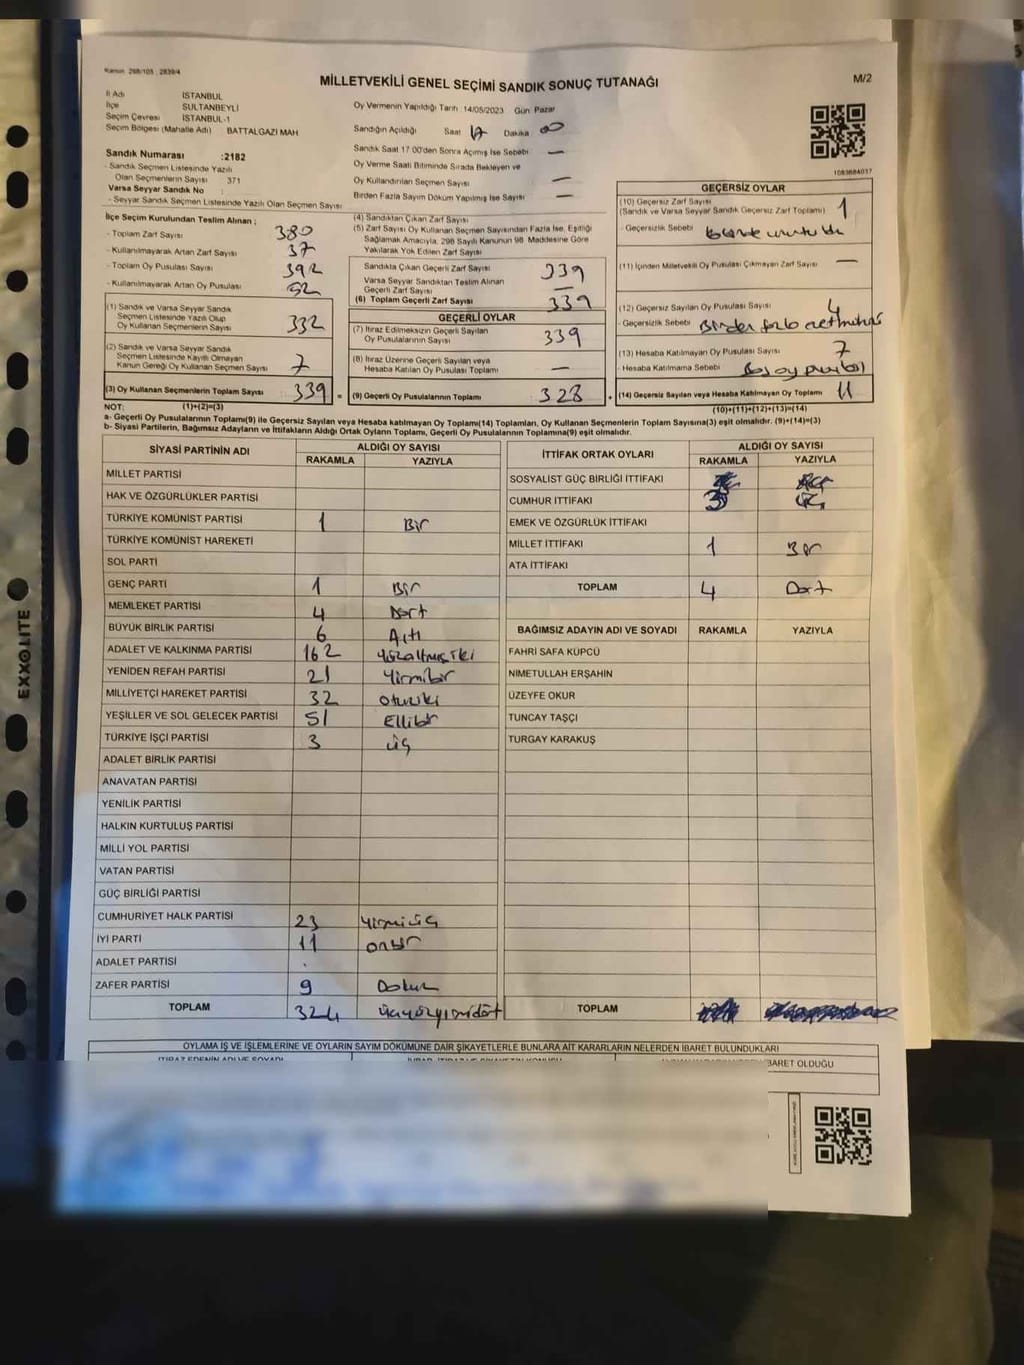 Kanun: 298/105 ; 2839/4
MİLLETVEKİLİ GENEL SEÇİMİ SANDIK SONUÇ TUTANAĞI
M/2
İl Adı İSTANBUL
İlçe SULTANBEYLİ
Seçim Çevresi İSTANBUL-1
Seçim Bölgesi (Mahalle Adı) BATTALGAZİ MAH
Oy Vermenin Yapıldığı Tarih 14/05/2023 Gün Pazar
Sandığın Açıldığı Saat 17 Dakika 00
Sandık Saat 17:00'den Sonra Açılmış İse Sebebi —
Oy Verme Saati Bitiminde Sırada Bekleyen ve
Oy Kullandırılan Seçmen Sayısı —
Birden Fazla Sayım Döküm Yapılmış İse Sayısı —
Sandık Numarası :2182
- Sandık Seçmen Listesinde Yazılı
Olan Seçmenlerin Sayısı 371
Varsa Seyyar Sandık No :
- Seyyar Sandık Seçmen Listesinde Yazılı Olan Seçmen Sayısı
İlçe Seçim Kurulundan Teslim Alınan ;
- Toplam Zarf Sayısı 380
- Kullanılmayarak Artan Zarf Sayısı 37
- Toplam Oy Pusulası Sayısı 392
- Kullanılmayarak Artan Oy Pusulası 52
(1) Sandık ve Varsa Seyyar Sandık
Seçmen Listesinde Yazılı Olup
Oy Kullanan Seçmenlerin Sayısı 332
(2) Sandık ve Varsa Seyyar Sandık
Seçmen Listesinde Kayıtlı Olmayan
Kanun Gereği Oy Kullanan Seçmen Sayısı 7
(3) Oy Kullanan Seçmenlerin Toplam Sayısı 339 =
(1)+(2)=(3)
(4) Sandıktan Çıkan Zarf Sayısı
(5) Zarf Sayısı Oy Kullanan Seçmen Sayısından Fazla İse, Eşitliği
Sağlamak Amacıyla, 298 Sayılı Kanunun 98. Maddesine Göre
Yakılarak Yok Edilen Zarf Sayısı
Sandıkta Çıkan Geçerli Zarf Sayısı 339
Varsa Seyyar Sandıktan Teslim Alınan
Geçerli Zarf Sayısı —
(6) Toplam Geçerli Zarf Sayısı 339
GEÇERLİ OYLAR
(7) İtiraz Edilmeksizin Geçerli Sayılan
Oy Pusulalarının Sayısı 339
(8) İtiraz Üzerine Geçerli Sayılan veya
Hesaba Katılan Oy Pusulası Toplamı —
(9) Geçerli Oy Pusulalarının Toplamı 328 +
1093684017
GEÇERSİZ OYLAR
(10) Geçersiz Zarf Sayısı
(Sandık ve Varsa Seyyar Sandık Geçersiz Zarf Toplamı) 1
- Geçersizlik Sebebi
(11) İçinden Milletvekili Oy Pusulası Çıkmayan Zarf Sayısı —
(12) Geçersiz Sayılan Oy Pusulası Sayısı 4
- Geçersizlik Sebebi Birden fazla
(13) Hesaba Katılmayan Oy Pusulası Sayısı 7
- Hesaba Katılmama Sebebi Boş oy
(14) Geçersiz Sayılan veya Hesaba Katılmayan Oy Toplamı 11
(10)+(11)+(12)+(13)=(14)
NOT:
a- Geçerli Oy Pusulalarının Toplamı(9) ile Geçersiz Sayılan veya Hesaba katılmayan Oy Toplamı(14) Toplamları, Oy Kullanan Seçmenlerin Toplam Sayısına(3) eşit olmalıdır. (9)+(14)=(3)
b- Siyasi Partilerin, Bağımsız Adayların ve İttifakların Aldığı Ortak Oyların Toplamı, Geçerli Oy Pusulalarının Toplamına(9) eşit olmalıdır.
SİYASİ PARTİNİN ADI ALDIĞI OY SAYISI
RAKAMLA YAZIYLA
MİLLET PARTİSİ
HAK VE ÖZGÜRLÜKLER PARTİSİ
TÜRKİYE KOMÜNİST PARTİSİ 1 Bir
TÜRKİYE KOMÜNİST HAREKETİ
SOL PARTİ
GENÇ PARTİ 1 Bir
MEMLEKET PARTİSİ 4 Dört
BÜYÜK BİRLİK PARTİSİ 6 Altı
ADALET VE KALKINMA PARTİSİ 162 Yüzaltmışiki
YENİDEN REFAH PARTİSİ 21 Yirmibir
MİLLİYETÇİ HAREKET PARTİSİ 32 Otuziki
YEŞİLLER VE SOL GELECEK PARTİSİ 51 Ellibir
TÜRKİYE İŞÇİ PARTİSİ 3 üç
ADALET BİRLİK PARTİSİ
ANAVATAN PARTİSİ
YENİLİK PARTİSİ
HALKIN KURTULUŞ PARTİSİ
MİLLİ YOL PARTİSİ
VATAN PARTİSİ
GÜÇ BİRLİĞİ PARTİSİ
CUMHURİYET HALK PARTİSİ 23 Yirmiüç
İYİ PARTİ 11 onbir
ADALET PARTİSİ
ZAFER PARTİSİ 9 Dokuz
TOPLAM 324 üçyüzyirmidört
İTTİFAK ORTAK OYLARI ALDIĞI OY SAYISI
RAKAMLA YAZIYLA
SOSYALİST GÜÇ BİRLİĞİ İTTİFAKI
CUMHUR İTTİFAKI 3 üç
EMEK VE ÖZGÜRLÜK İTTİFAKI
MİLLET İTTİFAKI 1 Bir
ATA İTTİFAKI
TOPLAM 4 Dört
BAĞIMSIZ ADAYIN ADI VE SOYADI RAKAMLA YAZIYLA
FAHRİ SAFA KÜPCÜ
NİMETULLAH ERŞAHİN
ÜZEYFE OKUR
TUNCAY TAŞÇI
TURGAY KARAKUŞ
TOPLAM
OYLAMA İŞ VE İŞLEMLERİNE VE OYLARIN SAYIM DÖKÜMÜNE DAİR ŞİKAYETLERLE BUNLARA AİT KARARLARIN NELERDEN İBARET BULUNDUKLARI
İTİRAZ EDENİN ADI VE SOYADI
İBARET OLDUĞU
EXXOLITE